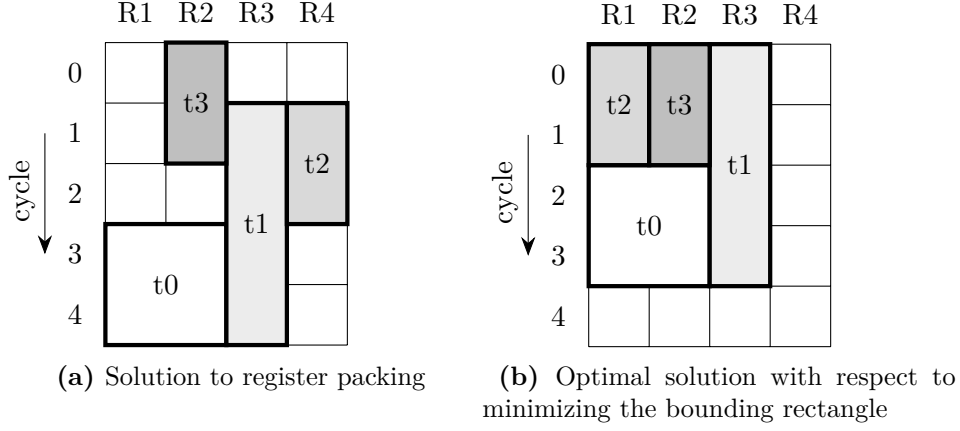 R1 R2 R3 R4
0
1
2
3
4
cycle
t3
t2
t1
t0
(a) Solution to register packing
R1 R2 R3 R4
0
1
2
3
4
cycle
t2 t3
t1
t0
(b) Optimal solution with respect to
minimizing the bounding rectangle